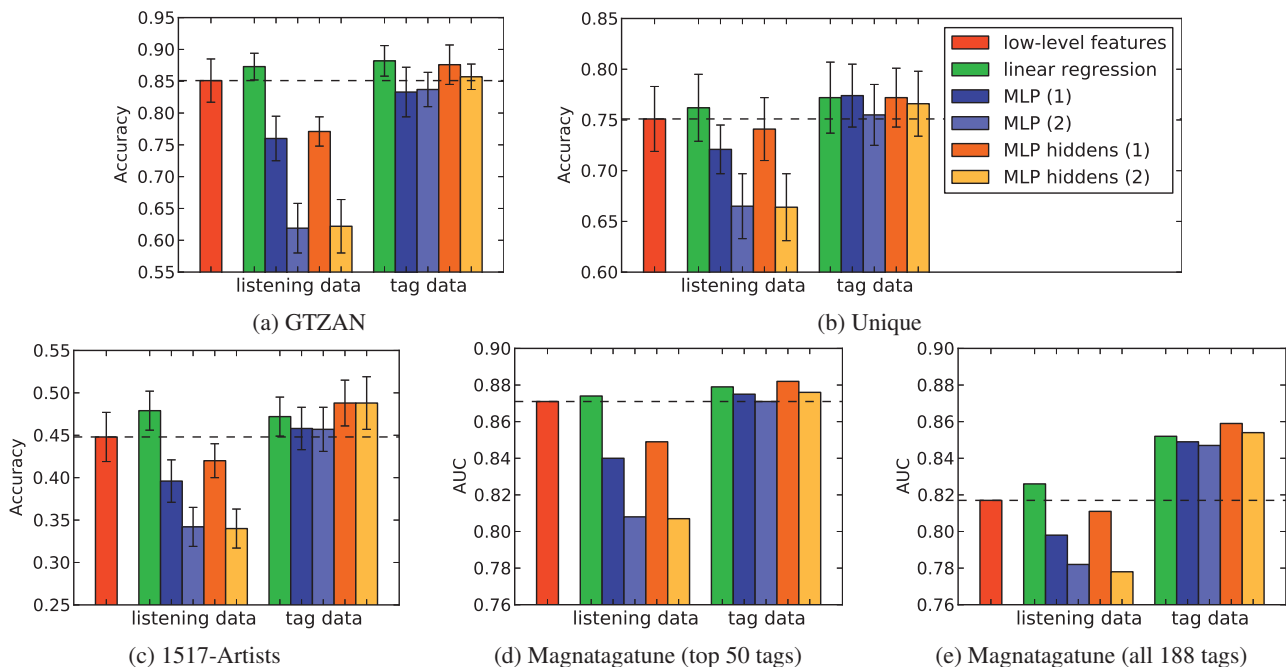 0.95
0.90
0.85
0.80
0.75
0.70
0.65
0.60
0.55
Accuracy
listening data
tag data
(a) GTZAN
0.85
0.80
0.75
0.70
0.65
0.60
Accuracy
listening data
tag data
low-level features
linear regression
MLP (1)
MLP (2)
MLP hiddens (1)
MLP hiddens (2)
(b) Unique
0.55
0.50
0.45
0.40
0.35
0.30
0.25
Accuracy
listening data
tag data
(c) 1517-Artists
0.90
0.88
0.86
0.84
0.82
0.80
0.78
0.76
AUC
listening data
tag data
(d) Magnatagatune (top 50 tags)
0.90
0.88
0.86
0.84
0.82
0.80
0.78
0.76
AUC
listening data
tag data
(e) Magnatagatune (all 188 tags)